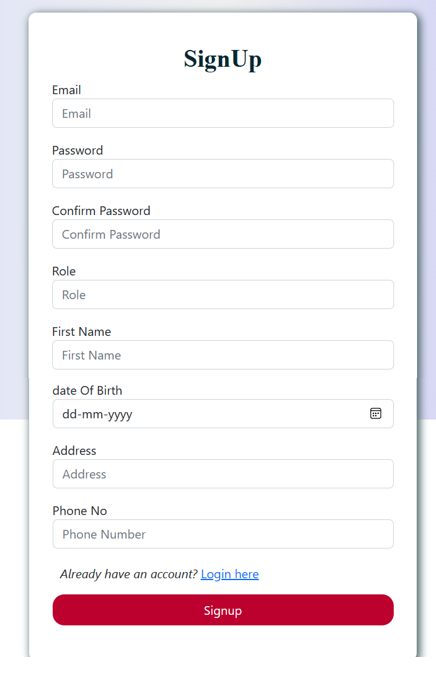 SignUp
Email
Email
Password
Password
Confirm Password
Confirm Password
Role
Role
First Name
First Name
date Of Birth
dd-mm-yyyy
Address
Address
Phone No
Phone Number
Already have an account? Login here
Signup